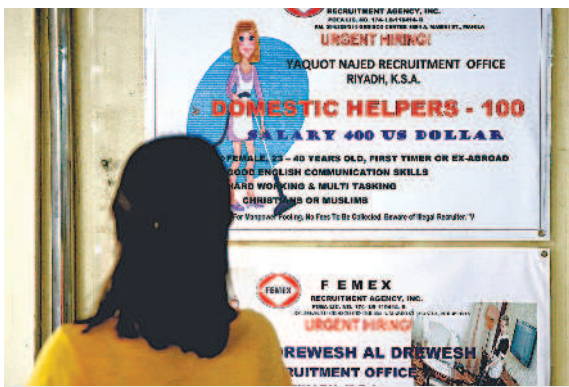 RECRUITMENT AGENCY, INC.
URGENT HIRING!
YAQUOT NAJED RECRUITMENT OFFICE
RIYADH, K.S.A.
DOMESTIC HELPERS - 100
SALARY 400 US DOLLAR
FEMALE, 23 – 40 YEARS OLD, FIRST TIMER OR EX-ABROAD
GOOD ENGLISH COMMUNICATION SKILLS
HARD WORKING & MULTI TASKING
CHRISTIANS OR MUSLIMS
For Manpower Pooling, No Fees To Be Collected. Beware of Illegal Recruiter.
FEMEX
FEMEX
RECRUITMENT AGENCY, INC.
URGENT HIRING!
DREWESH AL DREWESH
RUITMENT OFFICE